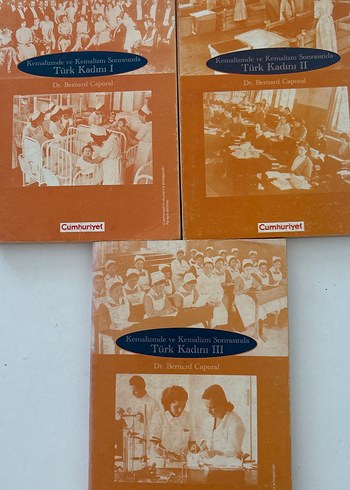 Kemalizmde ve Kemalizm Sonrasında
Türk Kadını I
Dr. Bernard Caporal
Cumhuriyet
Kemalizmde ve Kemalizm Sonrasında
Türk Kadını II
Dr. Bernard Caporal
Cumhuriyet
Kemalizmde ve Kemalizm Sonrasında
Türk Kadını III
Dr. Bernard Caporal